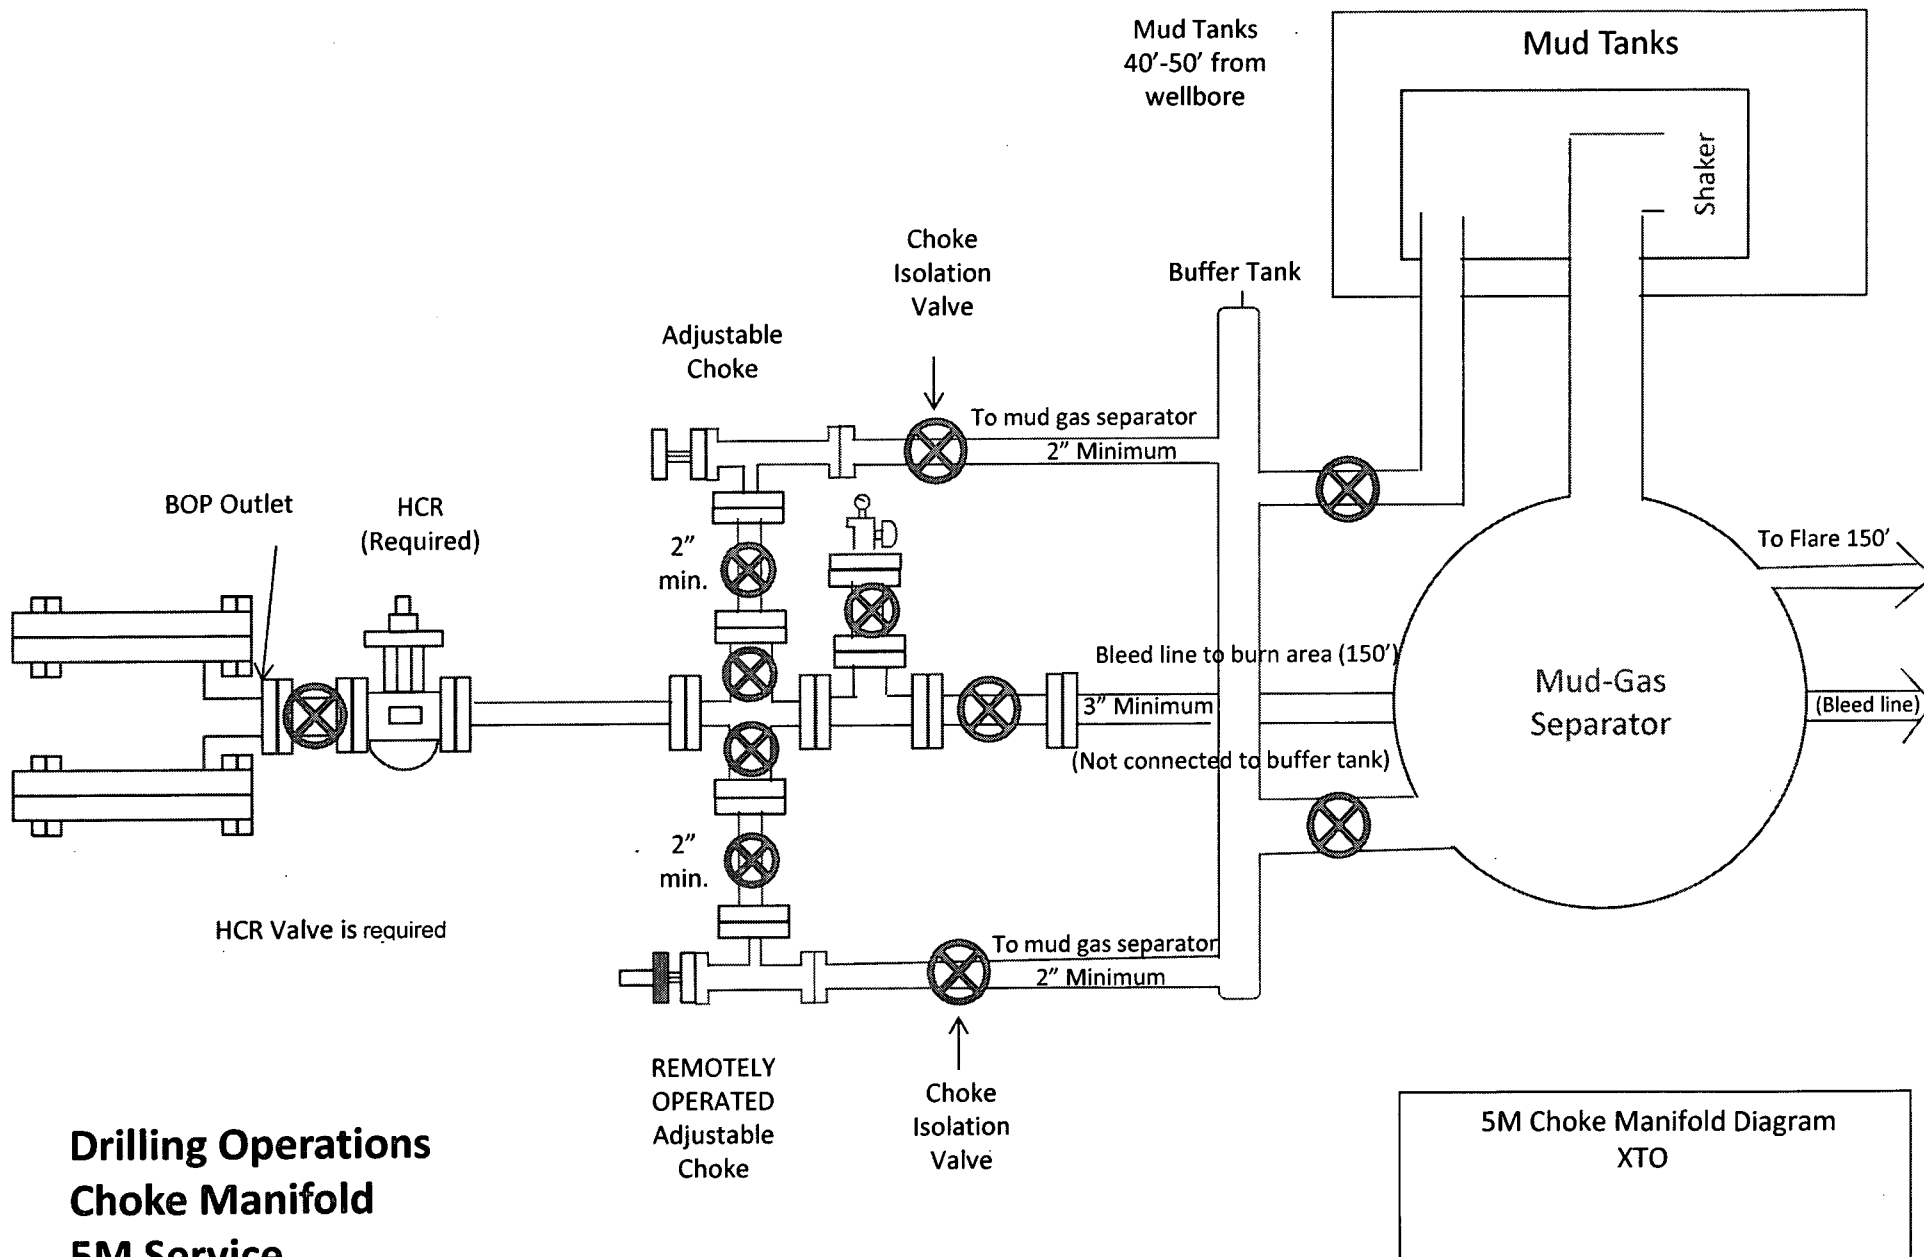 Mud Tanks
40’-50’ from
wellbore
Mud Tanks
Shaker
Choke
Isolation
Valve
Buffer Tank
Adjustable
Choke
To mud gas separator
2” Minimum
BOP Outlet
HCR
(Required)
2”
min.
To Flare 150’
Bleed line to burn area (150’)
3” Minimum
(Not connected to buffer tank)
Mud-Gas
Separator
(Bleed line)
2”
min.
HCR Valve is required
To mud gas separator
2” Minimum
REMOTELY
OPERATED
Adjustable
Choke
Choke
Isolation
Valve
Drilling Operations
Choke Manifold
5M Service
5M Choke Manifold Diagram
XTO